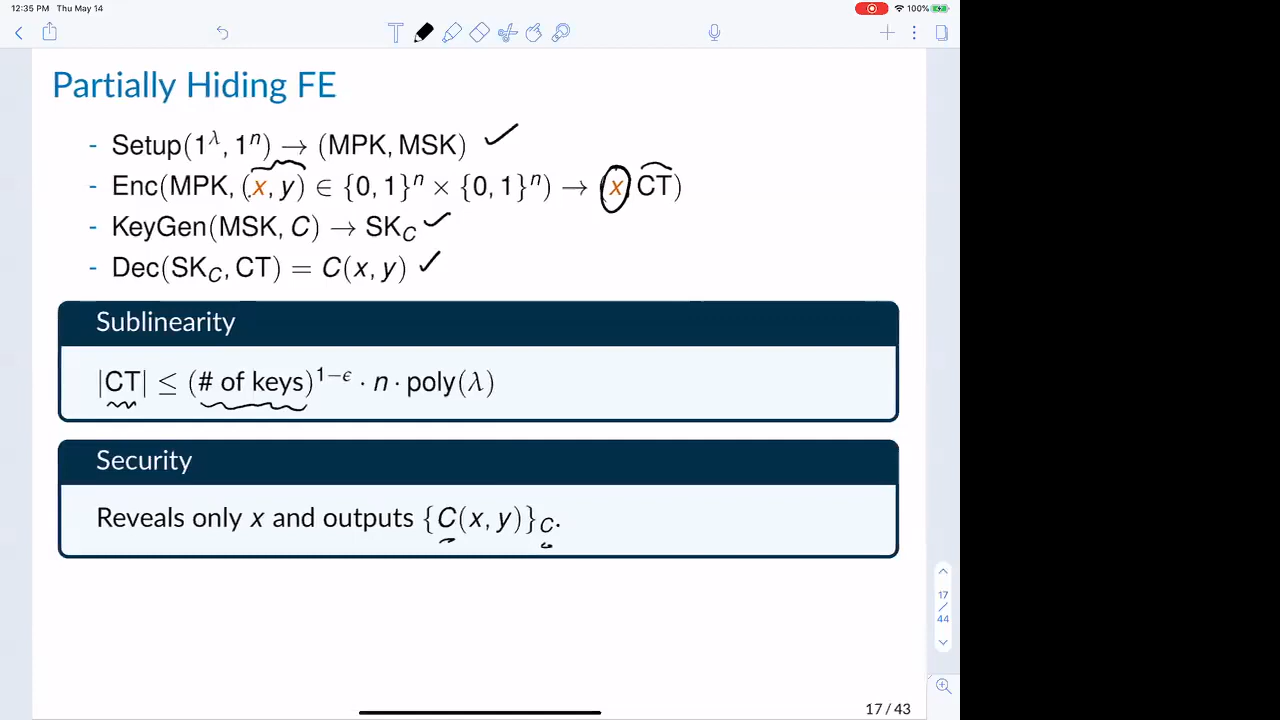 12:35 PM Thu May 14
100%
T
Partially Hiding FE
- Setup(1^λ, 1^n) → (MPK, MSK)
- Enc(MPK, (x, y) ∈ {0, 1}^n × {0, 1}^n) → (x, CT)
- KeyGen(MSK, C) → SK_C
- Dec(SK_C, CT) = C(x, y)
Sublinearity
|CT| ≤ (# of keys)^{1−ϵ} · n · poly(λ)
Security
Reveals only x and outputs {C(x, y)}_C.
17
/
44
17 / 43